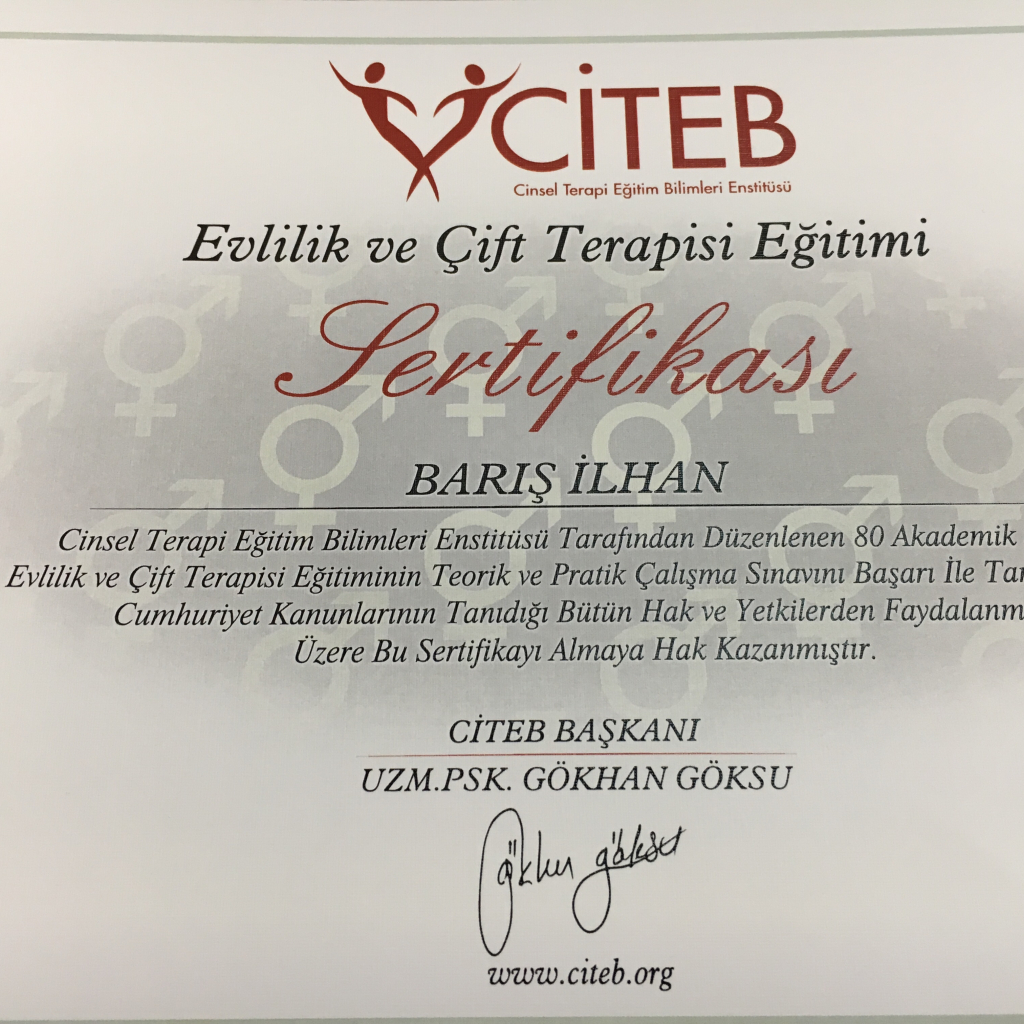 CİTEB
Cinsel Terapi Eğitim Bilimleri Enstitüsü
Evlilik ve Çift Terapisi Eğitimi
Sertifikası
BARIŞ İLHAN
Cinsel Terapi Eğitim Bilimleri Enstitüsü Tarafından Düzenlenen 80 Akademik
Evlilik ve Çift Terapisi Eğitiminin Teorik ve Pratik Çalışma Sınavını Başarı İle
Cumhuriyet Kanunlarının Tanıdığı Bütün Hak ve Yetkilerden
Üzere Bu Sertifikayı Almaya Hak Kazanmıştır.
CİTEB BAŞKANI
UZM.PSK. GÖKHAN GÖKSU
Gökhan göksu
www.citeb.org